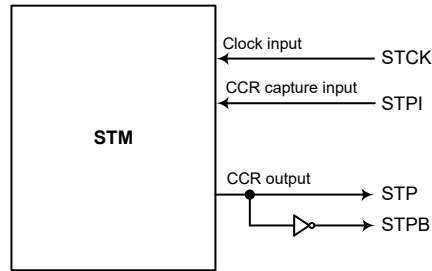 Clock input
STCK
CCR capture input
STPI
STM
CCR output
STP
STPB